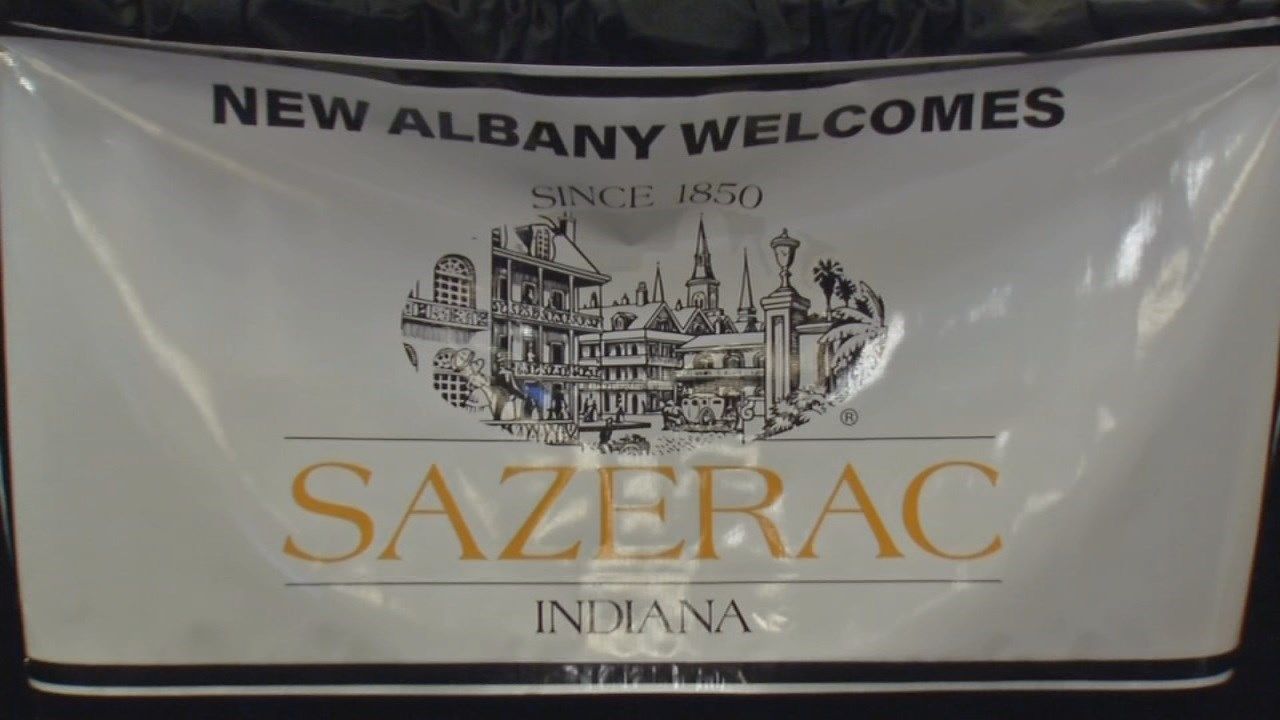 NEW ALBANY WELCOMES
SINCE 1850
®
SAZERAC
INDIANA